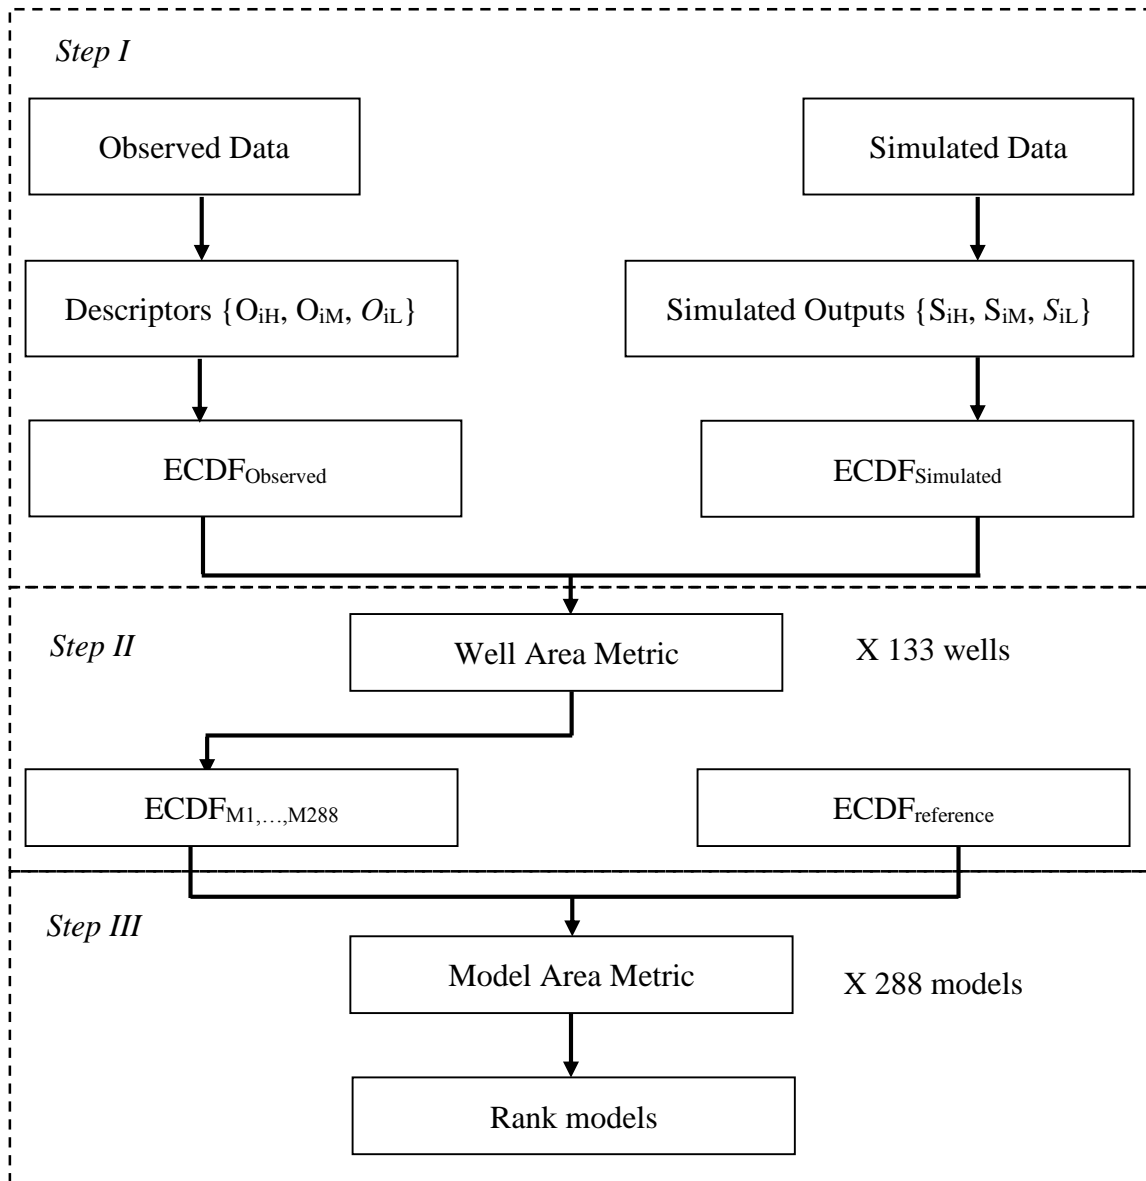 Step I
Observed Data
Simulated Data
Descriptors {OiH, OiM, OiL}
Simulated Outputs {SiH, SiM, SiL}
ECDFObserved
ECDFSimulated
Step II
Well Area Metric
X 133 wells
ECDFM1,…,M288
ECDFreference
Step III
Model Area Metric
X 288 models
Rank models